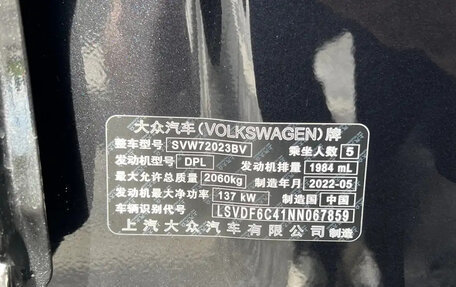 大众汽车(VOLKSWAGEN)牌
整车型号 SVW72023BV 乘坐人数 5
发动机型号 DPL 发动机排量 1984 mL
最大允许总质量 2060kg 制造年月 2022-05
发动机最大净功率 137 kW 制造国 中国
车辆识别代号 LSVDF6C41NN067859
上汽大众汽车有限公司 制造